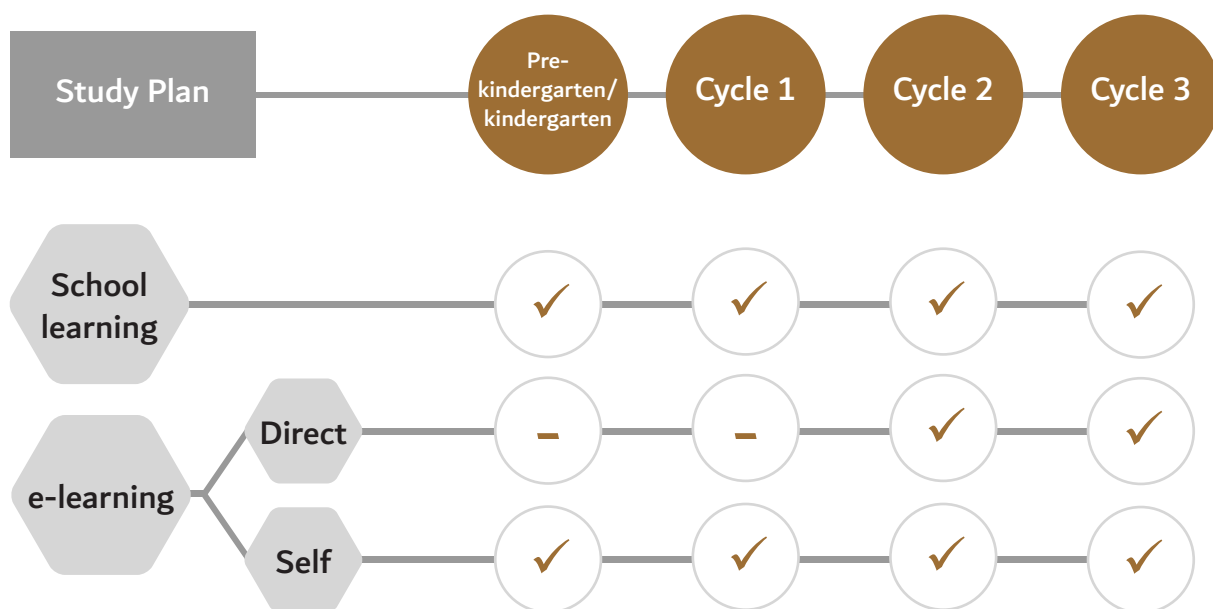 Study Plan
Pre-
kindergarten/
kindergarten
Cycle 1
Cycle 2
Cycle 3
School
learning
✓ ✓ ✓ ✓
e-learning
Direct
- - ✓ ✓
Self
✓ ✓ ✓ ✓